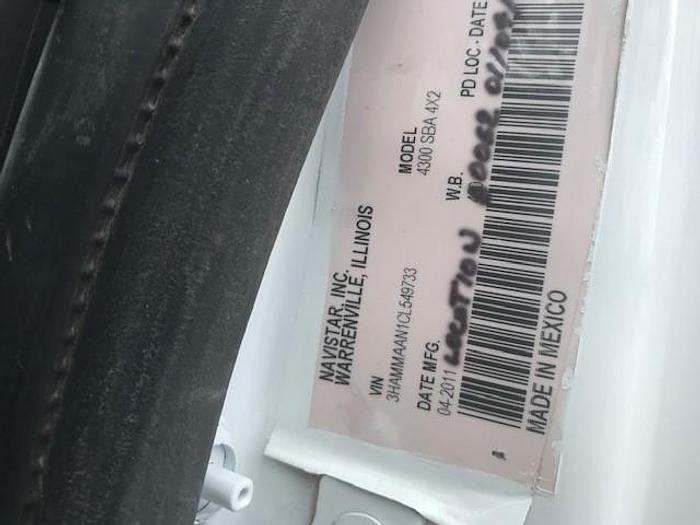 NAVISTAR, INC.
WARRENVILLE, ILLINOIS
VIN
3HAMMAAN1CL549733
MODEL
4300 SBA 4X2
DATE MFG.
W.B.
PD LOC - DATE
04-2011
LOCATION
MADE IN MEXICO